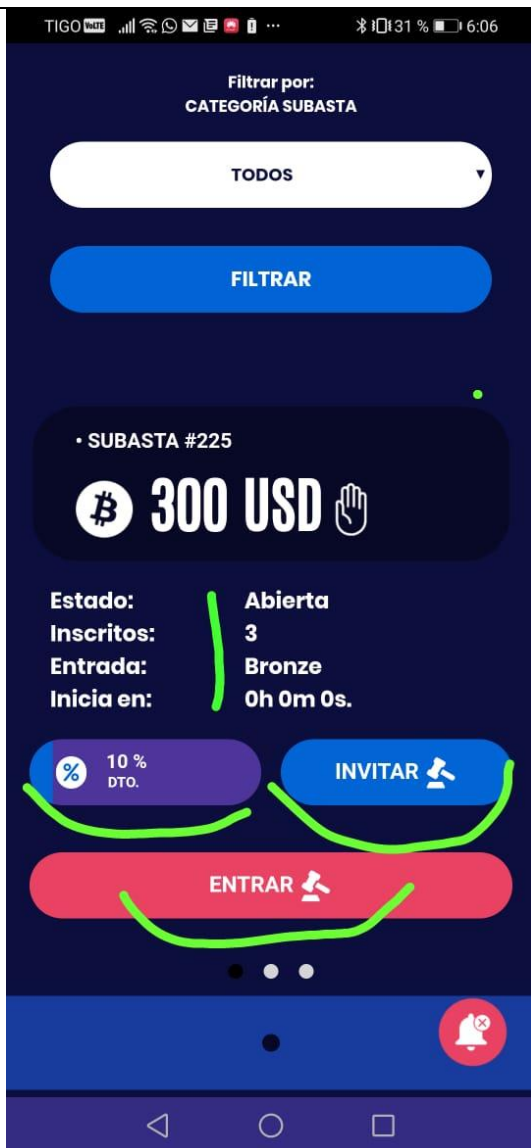 TIGO VoLTE 31 % 6:06
Filtrar por:
CATEGORÍA SUBASTA
TODOS
FILTRAR
• SUBASTA #225
300 USD
Estado: Abierta
Inscritos: 3
Entrada: Bronze
Inicia en: 0h 0m 0s.
% 10 %
DTO.
INVITAR
ENTRAR